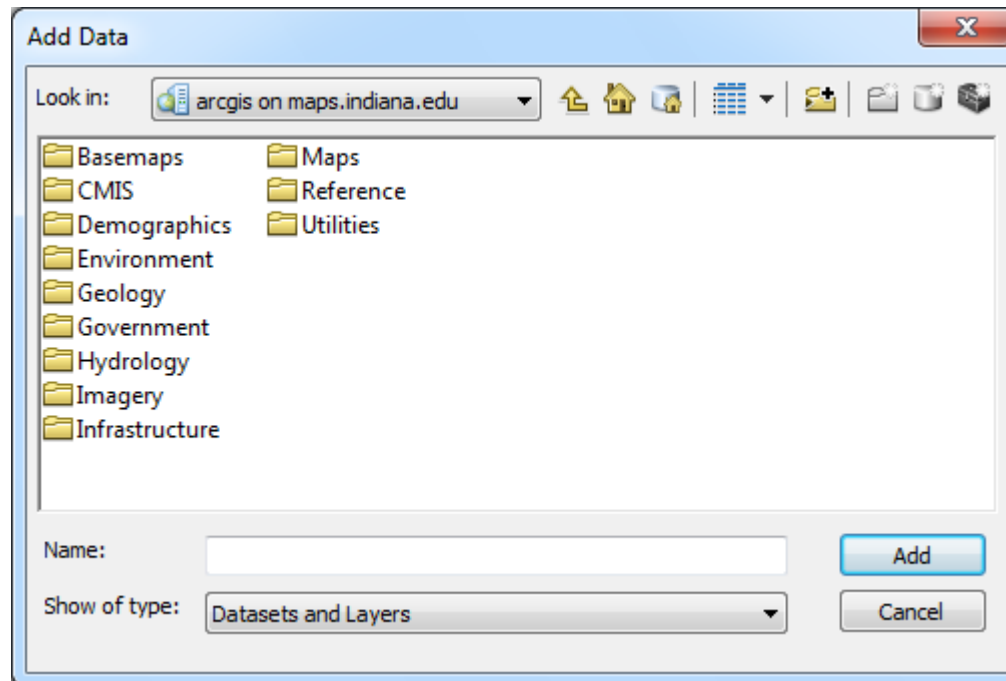 Add Data
Look in: arcgis on maps.indiana.edu
Basemaps
CMIS
Demographics
Environment
Geology
Government
Hydrology
Imagery
Infrastructure
Maps
Reference
Utilities
Name:
Add
Show of type: Datasets and Layers
Cancel